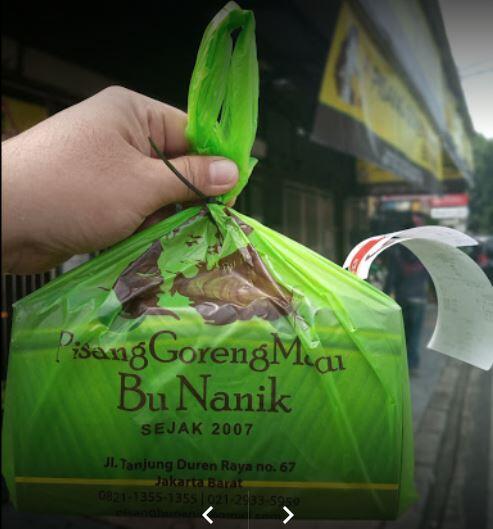 Pisang Goreng Madu
Bu Nanik
SEJAK 2007
Jl. Tanjung Duren Raya no. 67
Jakarta Barat
0821-1355-1355 | 021-2933-5959